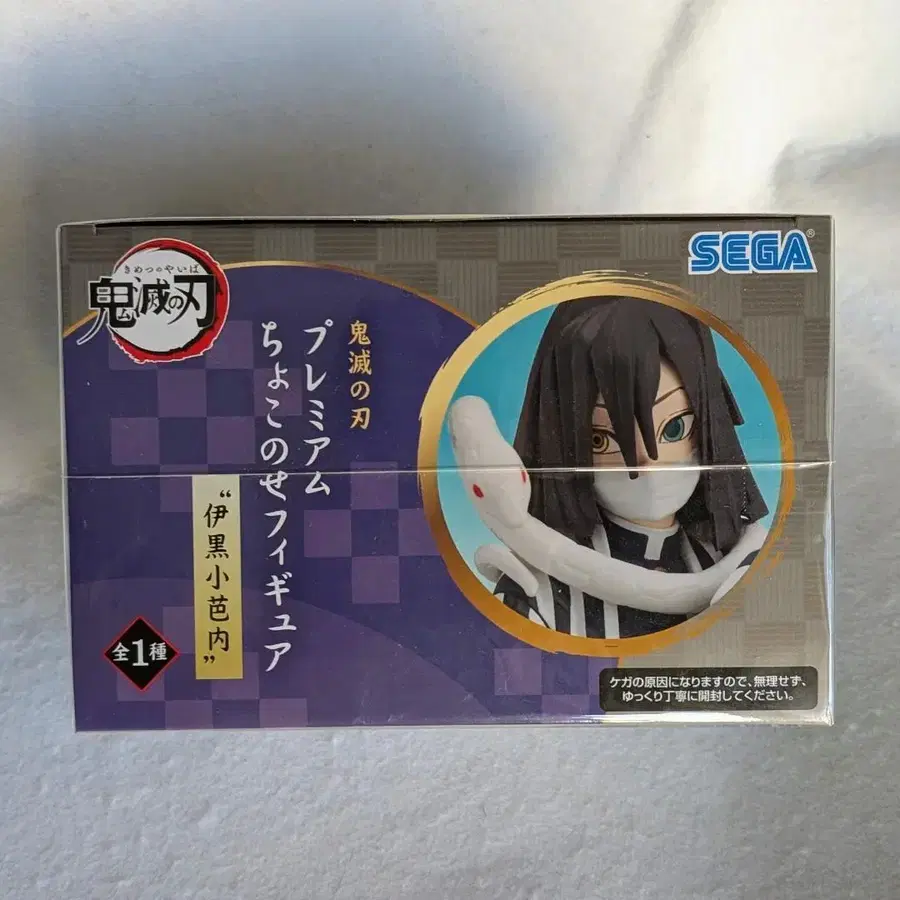 きめつのやいば
鬼滅の刃
SEGA®
鬼滅の刃
プレミアム
ちょこのせフィギュア
“伊黒小芭内”
全1種
ケガの原因になりますので、無理せず、
ゆっくり丁寧に開封してください。